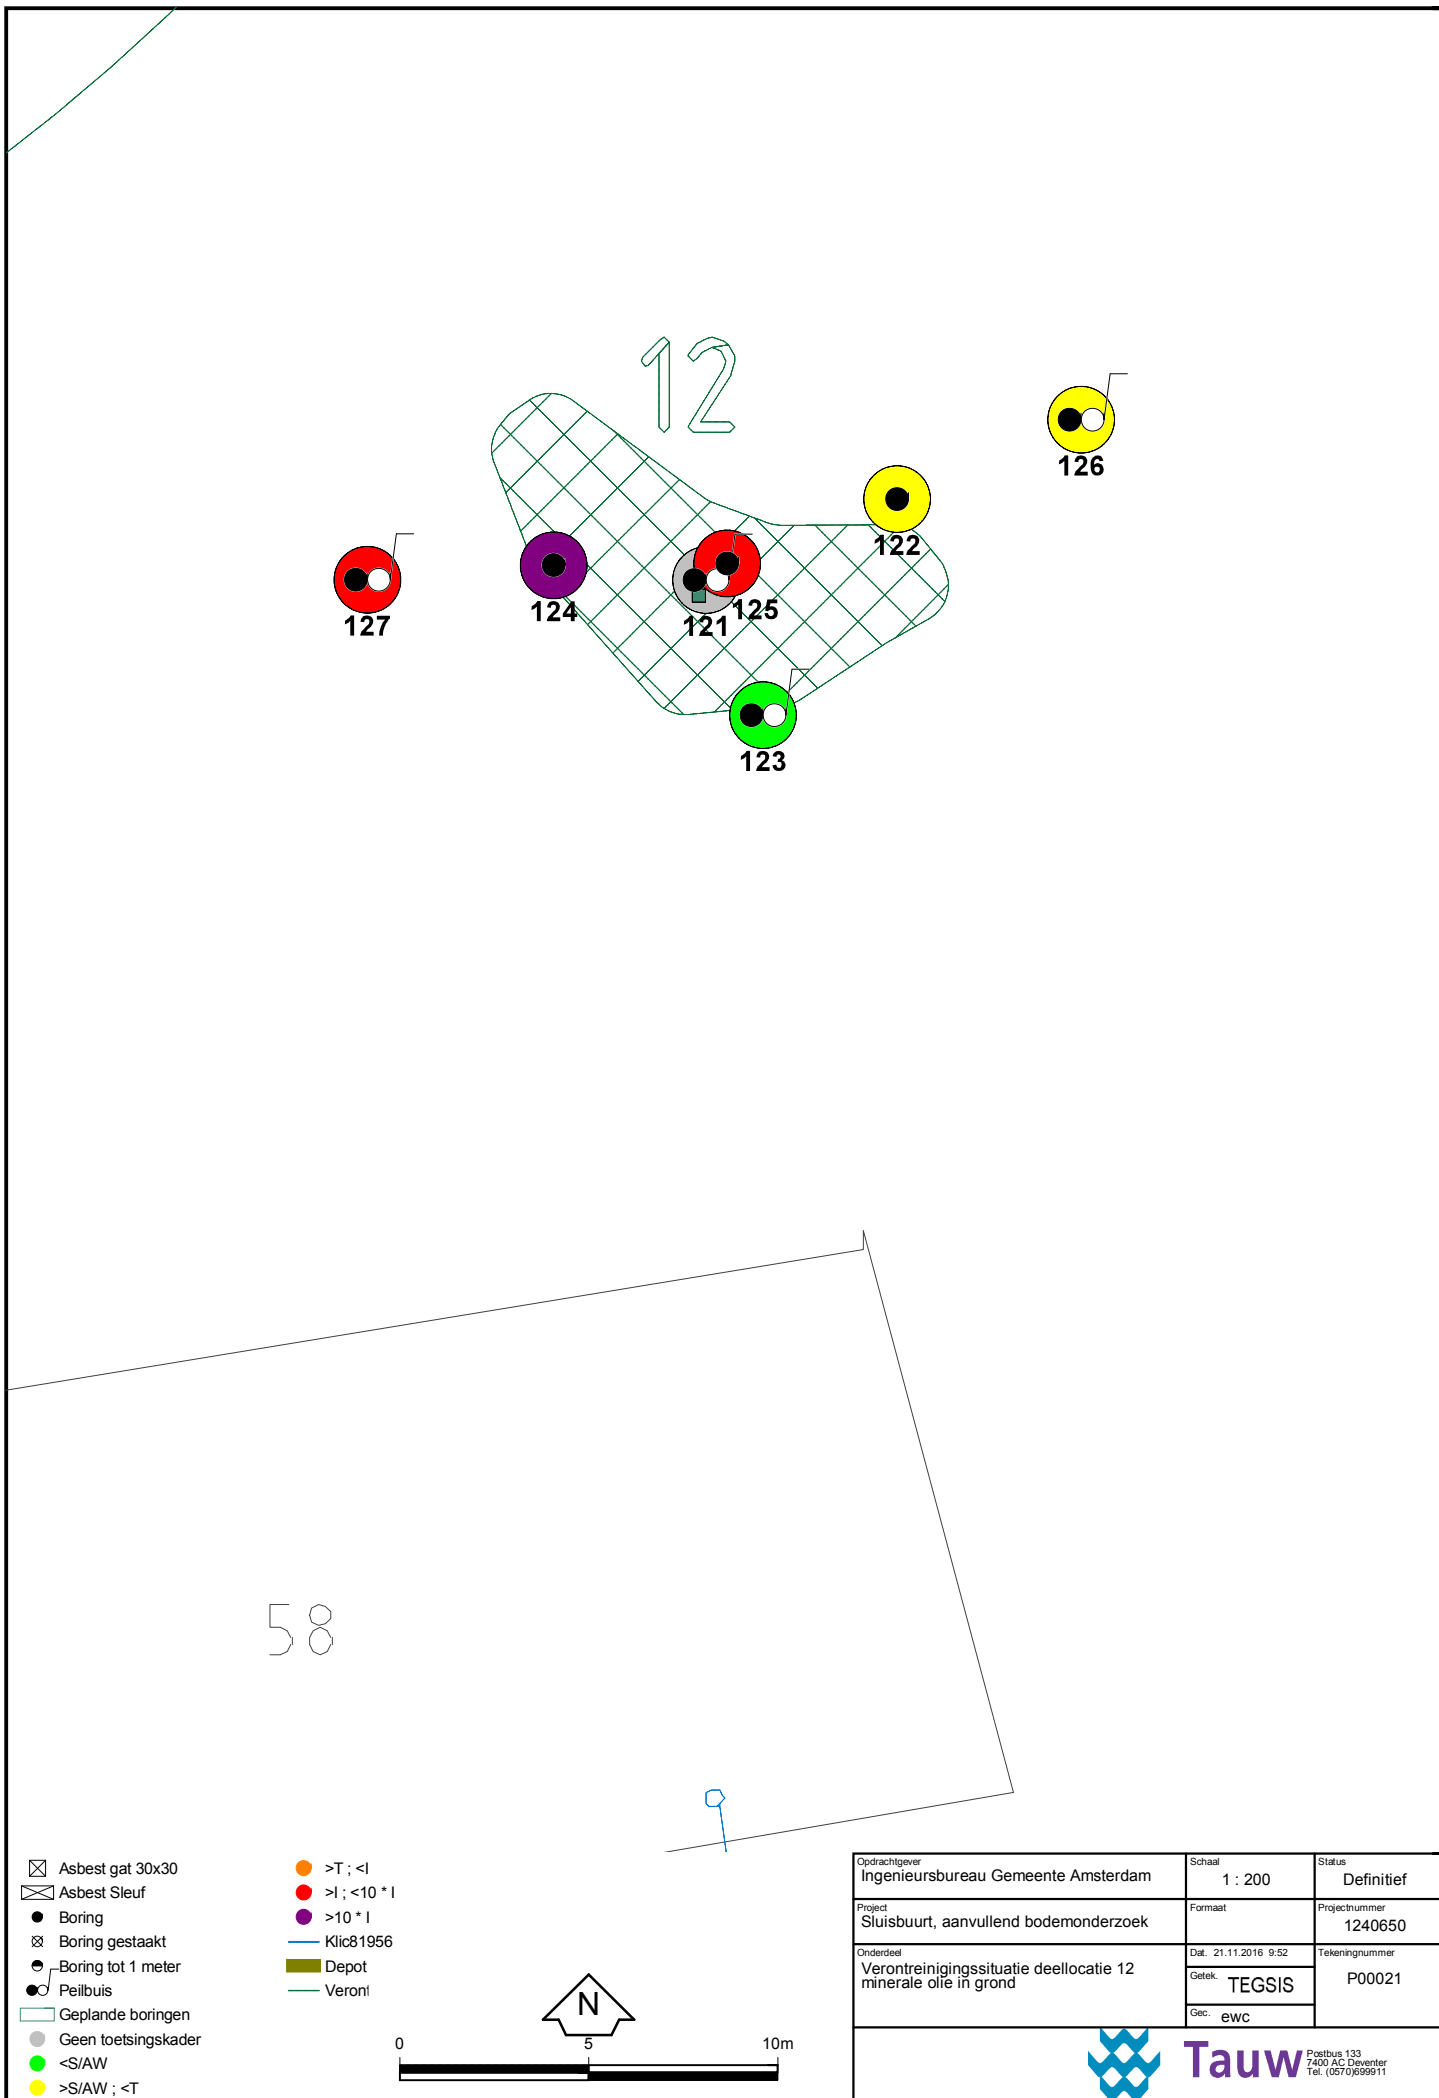 12
126
122
124
125
121
127
123
58
Asbest gat 30x30
Asbest Sleuf
Boring
Boring gestaakt
Boring tot 1 meter
Peilbuis
Geplande boringen
Geen toetsingskader
<S/AW
>S/AW ; <T
>T ; <I
>I ; <10 * I
>10 * I
Klic81956
Depot
Veront
N
0 5 10m
Opdrachtgever
Ingenieursbureau Gemeente Amsterdam
Schaal
1 : 200
Status
Definitief
Project
Sluisbuurt, aanvullend bodemonderzoek
Formaat
Projectnummer
1240650
Onderdeel
Verontreinigingssituatie deellocatie 12
minerale olie in grond
Dat. 21.11.2016 9:52
Getek. TEGSIS
Gec. ewc
Tekeningnummer
P00021
Tauw
Postbus 133
7400 AC Deventer
Tel. (0570)699911